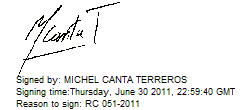 MCanta T
Signed by: MICHEL CANTA TERREROS
Signing time:Thursday, June 30 2011, 22:59:40 GMT
Reason to sign: RC 051-2011